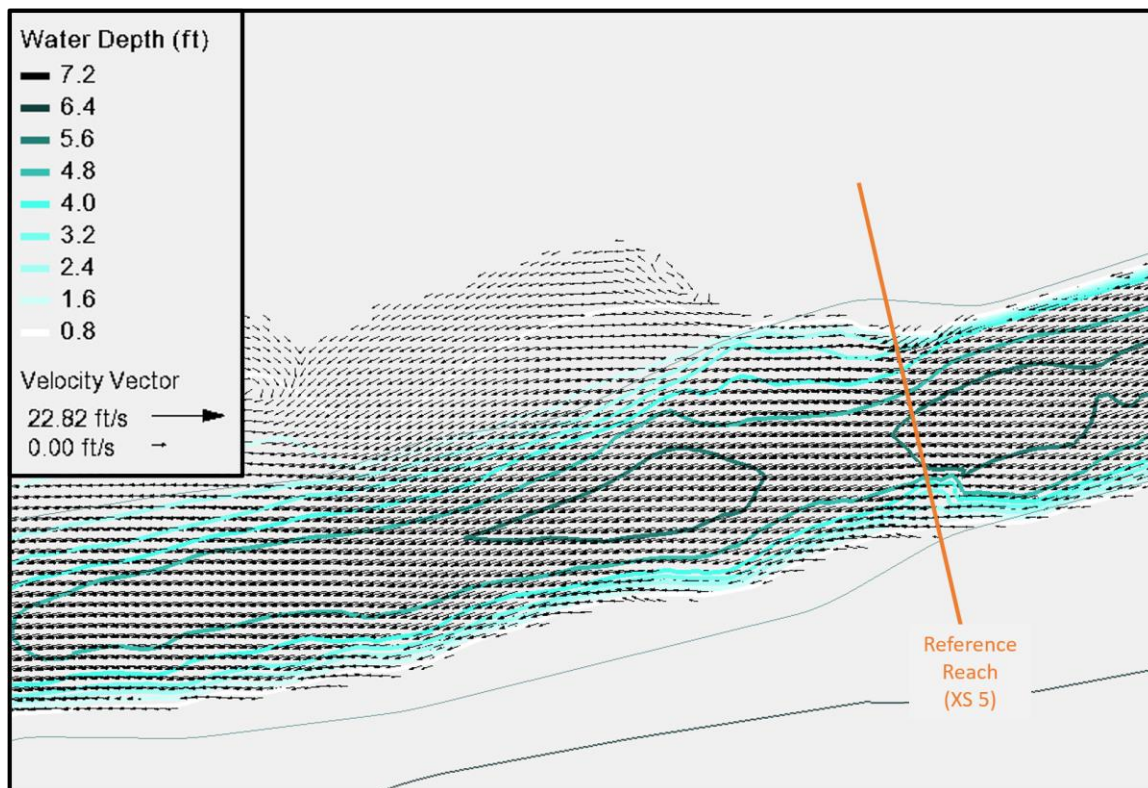 Water Depth (ft)
7.2
6.4
5.6
4.8
4.0
3.2
2.4
1.6
0.8
Velocity Vector
22.82 ft/s
0.00 ft/s
Reference
Reach
(XS 5)